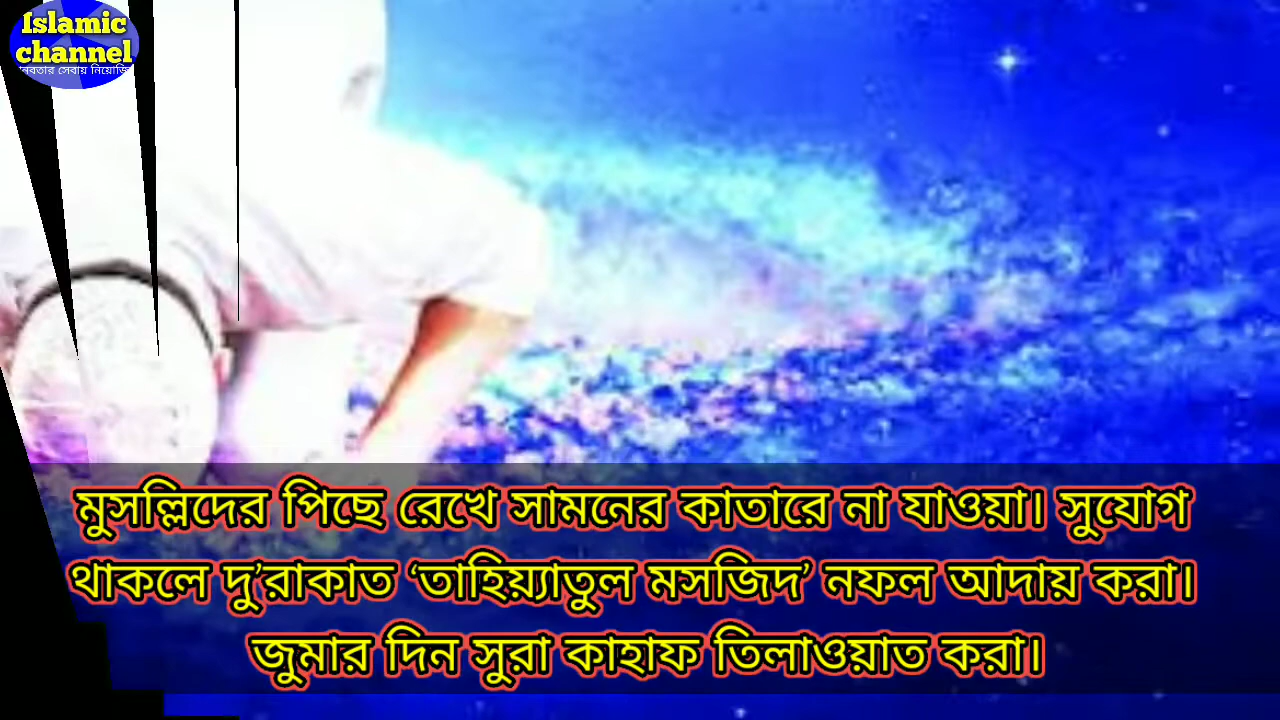 Islamic
channel
মুসল্লিদের পিছে রেখে সামনের কাতারে না যাওয়া। সুযোগ
থাকলে দু’রাকাত ‘তাহিয়্যাতুল মসজিদ’ নফল আদায় করা।
জুমার দিন সুরা কাহাফ তিলাওয়াত করা।